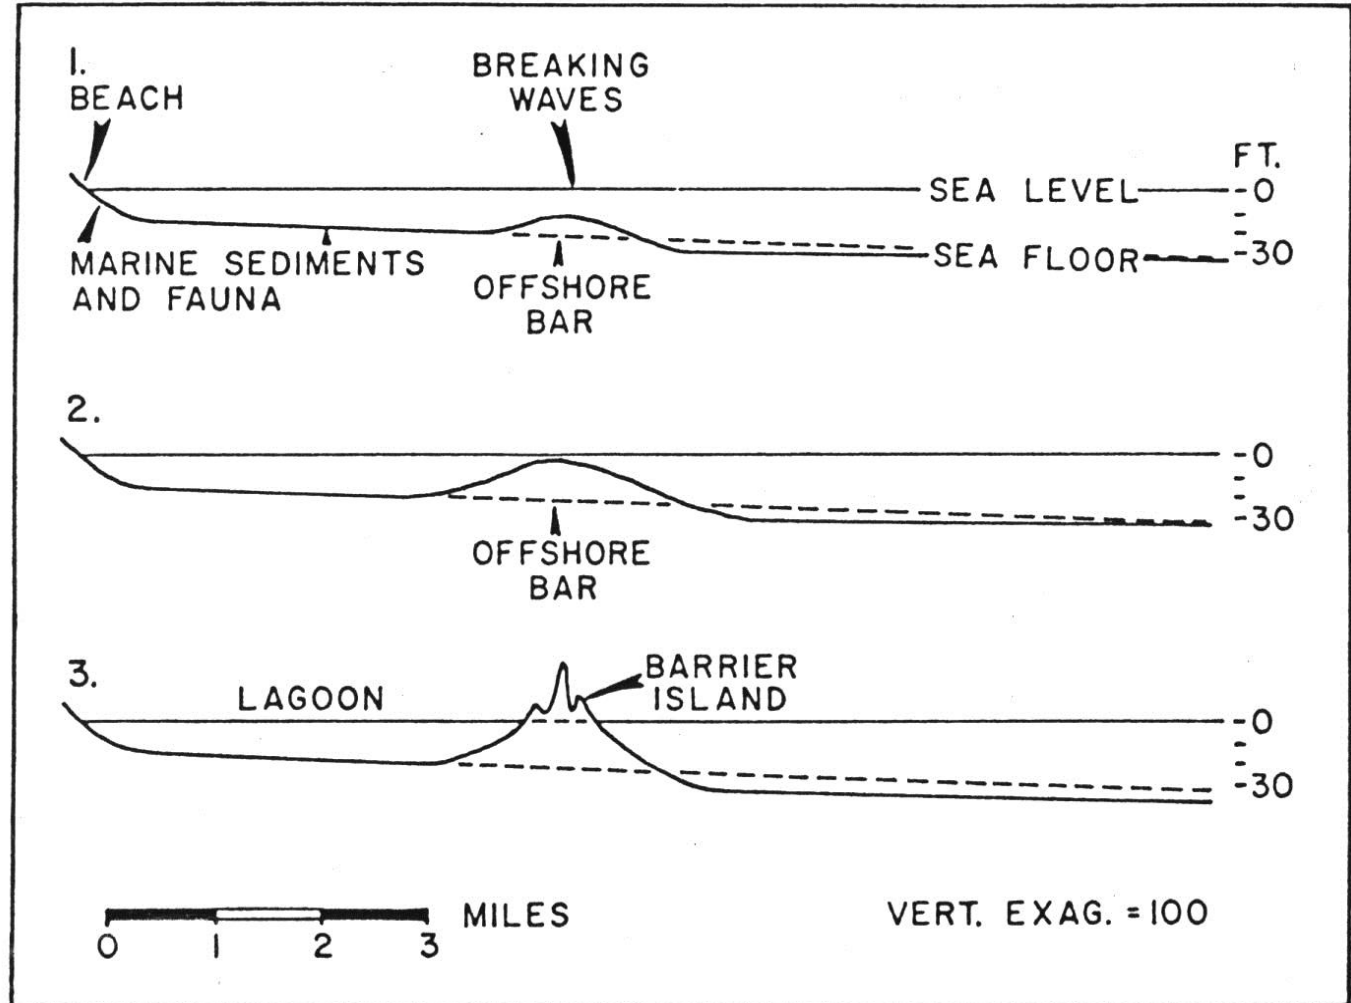 1.
BEACH
BREAKING
WAVES
FT.
SEA LEVEL
-0
MARINE SEDIMENTS
AND FAUNA
OFFSHORE
BAR
SEA FLOOR
-30
2.
-0
-30
OFFSHORE
BAR
3.
LAGOON
BARRIER
ISLAND
-0
-30
0 1 2 3 MILES
VERT. EXAG. = 100